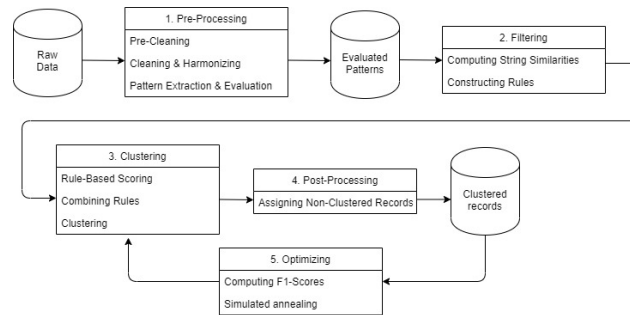 Raw
Data
1. Pre-Processing
Pre-Cleaning
Cleaning & Harmonizing
Pattern Extraction & Evaluation
Evaluated
Patterns
2. Filtering
Computing String Similarities
Constructing Rules
3. Clustering
Rule-Based Scoring
Combining Rules
Clustering
4. Post-Processing
Assigning Non-Clustered Records
Clustered
records
5. Optimizing
Computing F1-Scores
Simulated annealing